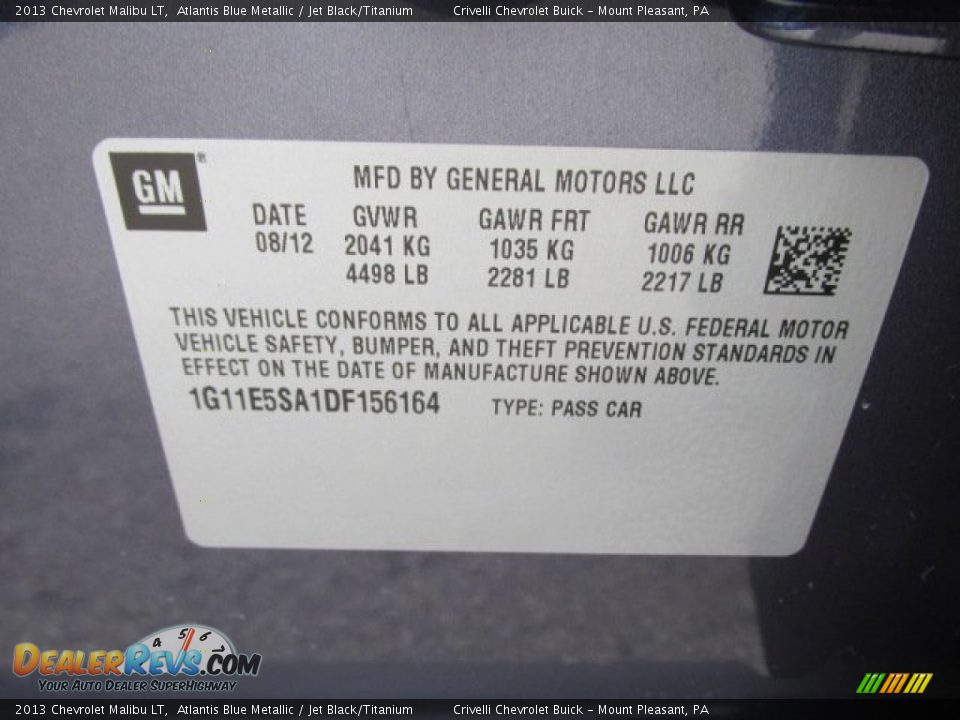 2013 Chevrolet Malibu LT,  Atlantis Blue Metallic / Jet Black/Titanium    Crivelli Chevrolet Buick – Mount Pleasant, PA
GM®
MFD BY GENERAL MOTORS LLC
DATE GVWR GAWR FRT GAWR RR
08/12 2041 KG 1035 KG 1006 KG
4498 LB 2281 LB 2217 LB
THIS VEHICLE CONFORMS TO ALL APPLICABLE U.S. FEDERAL MOTOR
VEHICLE SAFETY, BUMPER, AND THEFT PREVENTION STANDARDS IN
EFFECT ON THE DATE OF MANUFACTURE SHOWN ABOVE.
1G11E5SA1DF156164 TYPE: PASS CAR
4 5 6 7
DEALERREVS.COM
YOUR AUTO DEALER SUPERHIGHWAY
2013 Chevrolet Malibu LT,  Atlantis Blue Metallic / Jet Black/Titanium    Crivelli Chevrolet Buick – Mount Pleasant, PA